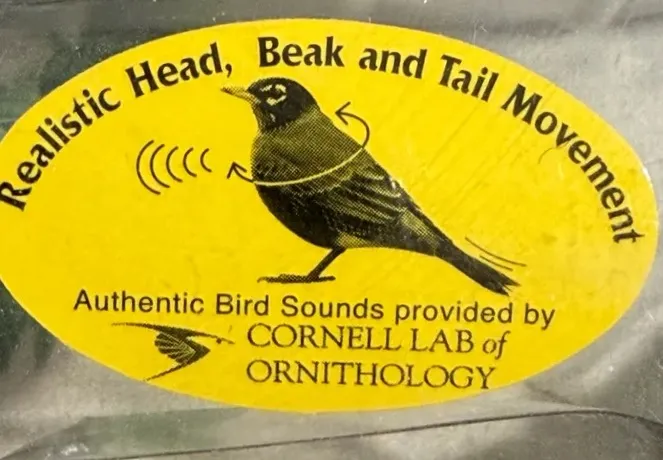 Realistic Head, Beak and Tail Movement
Authentic Bird Sounds provided by
CORNELL LAB of
ORNITHOLOGY